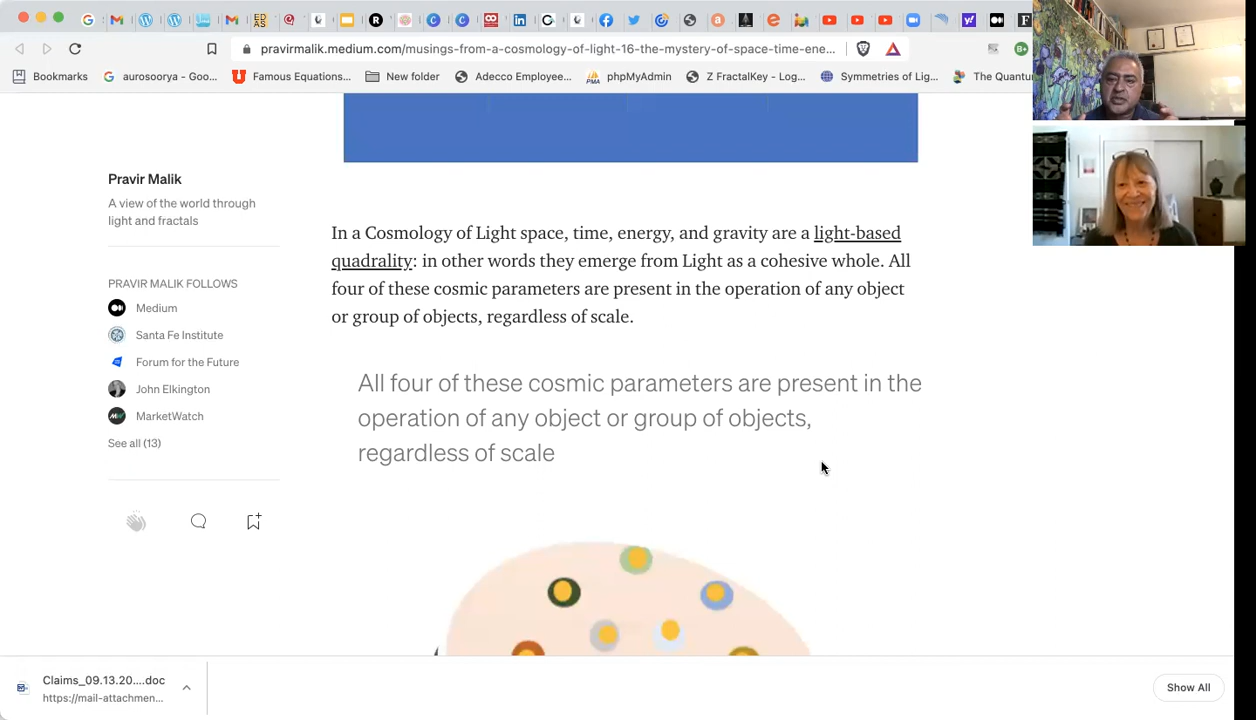 pravirmalik.medium.com/musings-from-a-cosmology-of-light-16-the-mystery-of-space-time-ene...
Bookmarks
aurosoorya - Goo...
Famous Equations...
New folder
Adecco Employee...
phpMyAdmin
Z FractalKey - Log...
Symmetries of Lig...
The Quantu
Pravir Malik
A view of the world through
light and fractals
PRAVIR MALIK FOLLOWS
Medium
Santa Fe Institute
Forum for the Future
John Elkington
MarketWatch
See all (13)
In a Cosmology of Light space, time, energy, and gravity are a light-based
quadrality: in other words they emerge from Light as a cohesive whole. All
four of these cosmic parameters are present in the operation of any object
or group of objects, regardless of scale.
All four of these cosmic parameters are present in the
operation of any object or group of objects,
regardless of scale
Claims_09.13.20....doc
https://mail-attachmen...
Show All